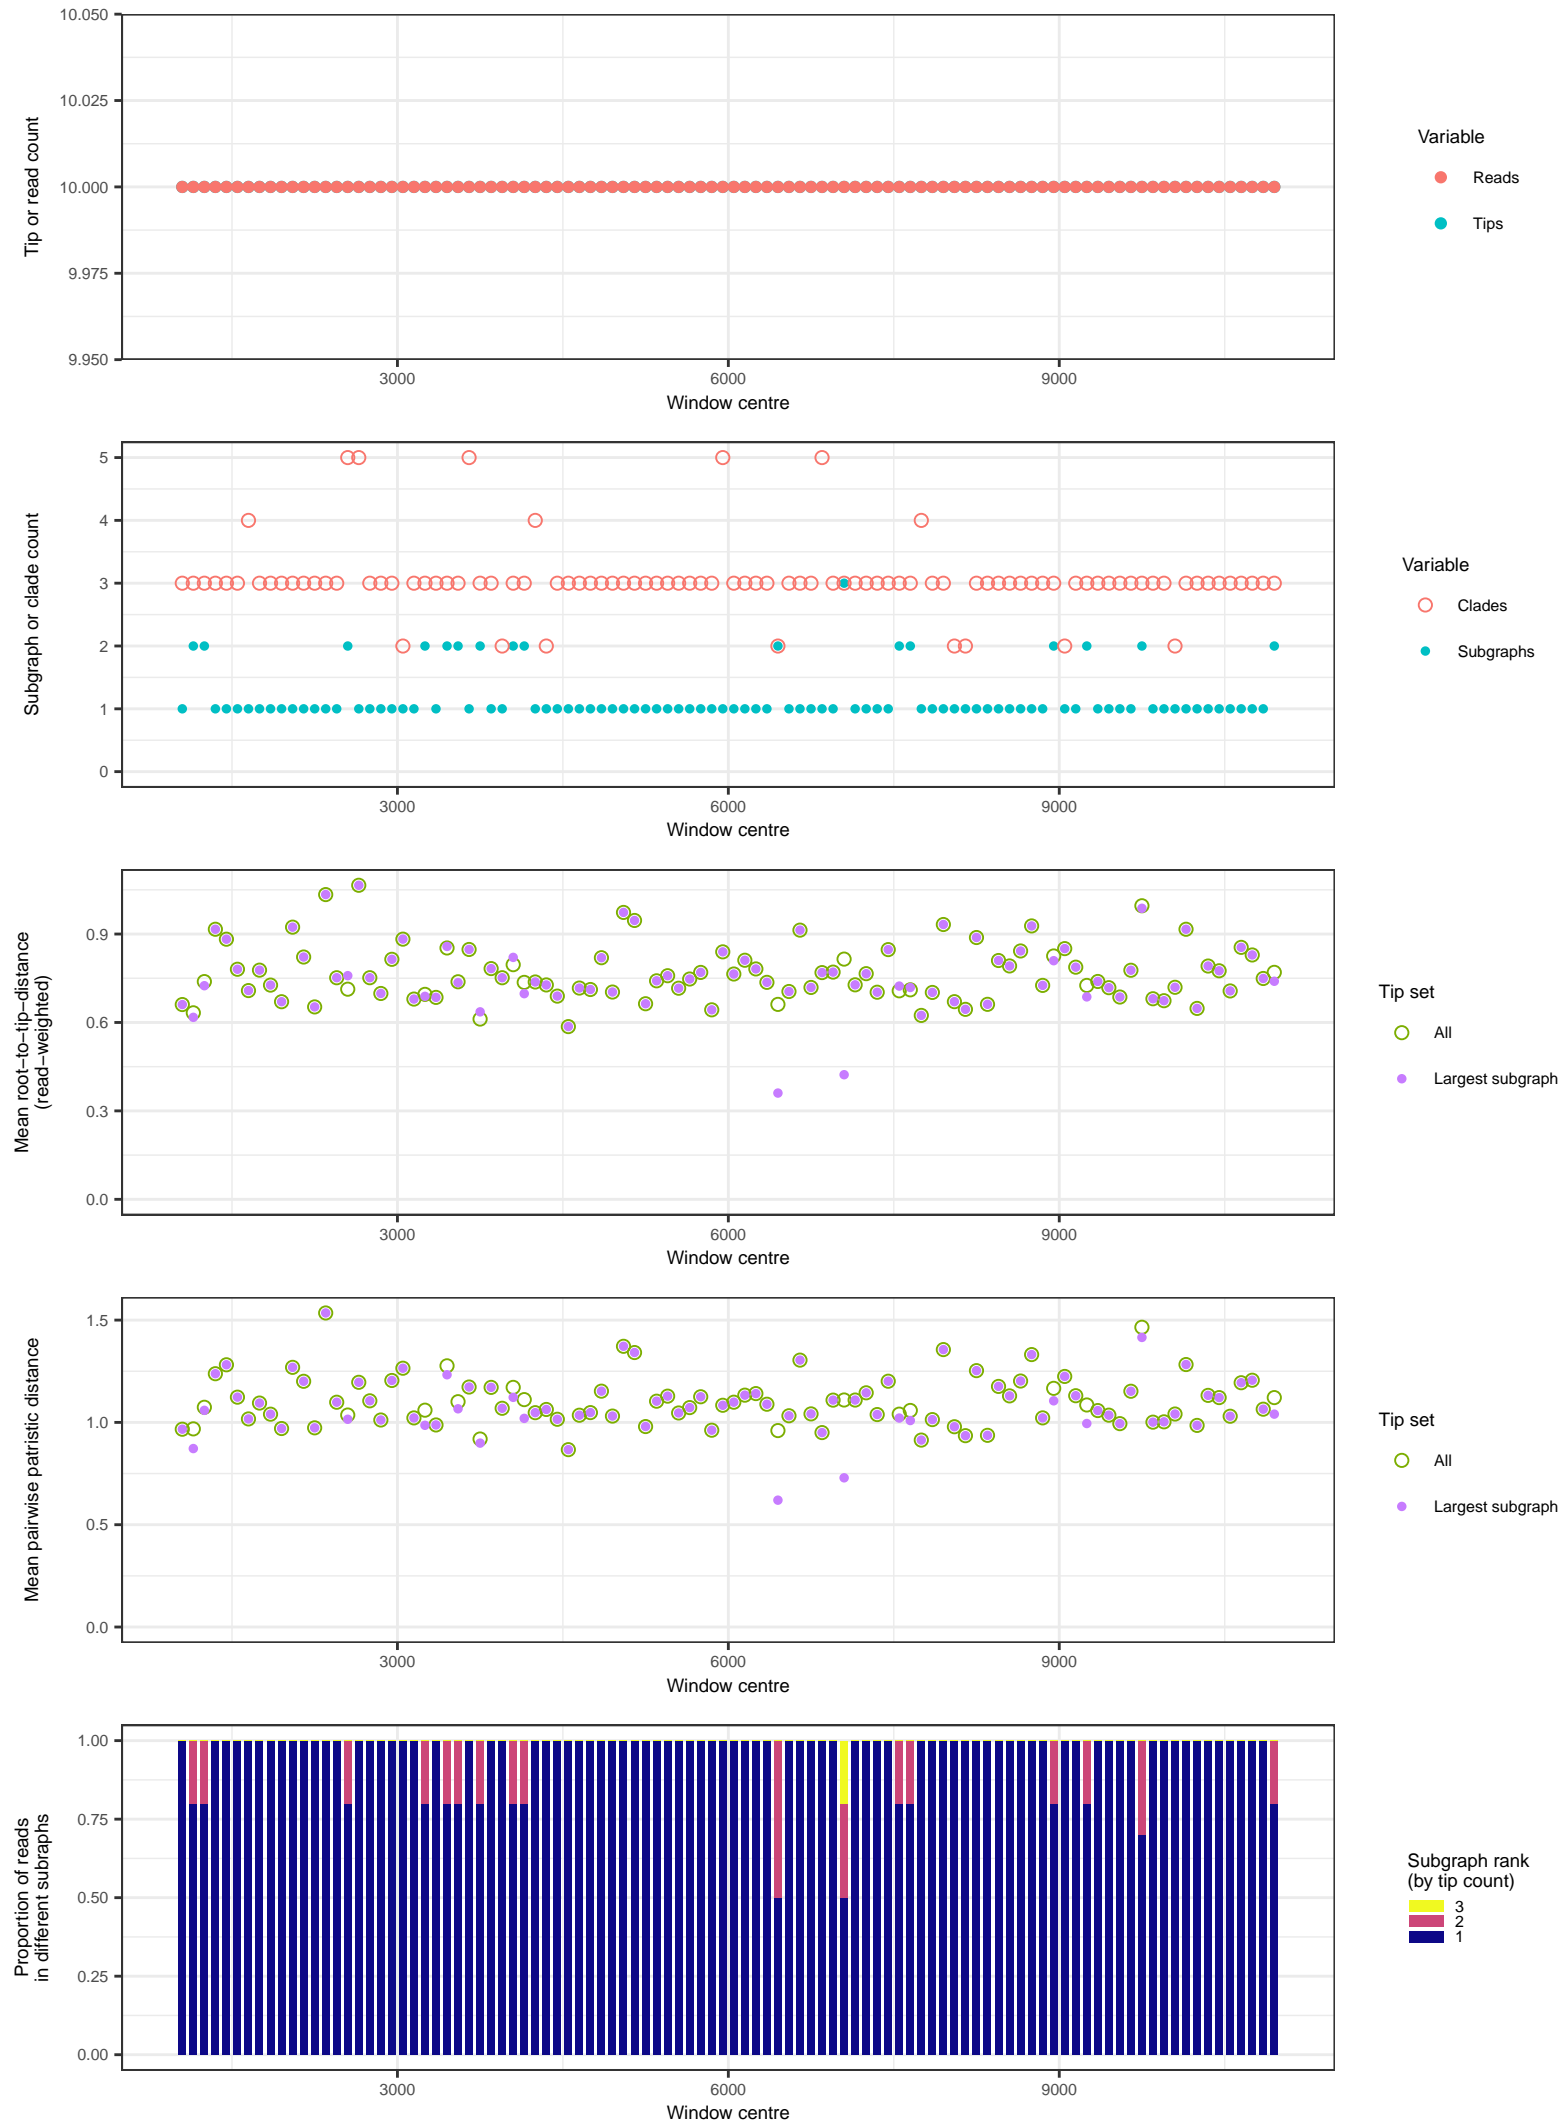 10.050
10.025
10.000
9.975
9.950
Tip or read count
3000 6000 9000
Window centre
Variable
Reads
Tips
5
4
3
2
1
0
Subgraph or clade count
3000 6000 9000
Window centre
Variable
Clades
Subgraphs
0.9
0.6
0.3
0.0
Mean root−to−tip−distance
(read−weighted)
3000 6000 9000
Window centre
Tip set
All
Largest subgraph
1.5
1.0
0.5
0.0
Mean pairwise patristic distance
3000 6000 9000
Window centre
Tip set
All
Largest subgraph
1.00
0.75
0.50
0.25
0.00
Proportion of reads
in different subraphs
3000 6000 9000
Window centre
Subgraph rank
(by tip count)
3
2
1